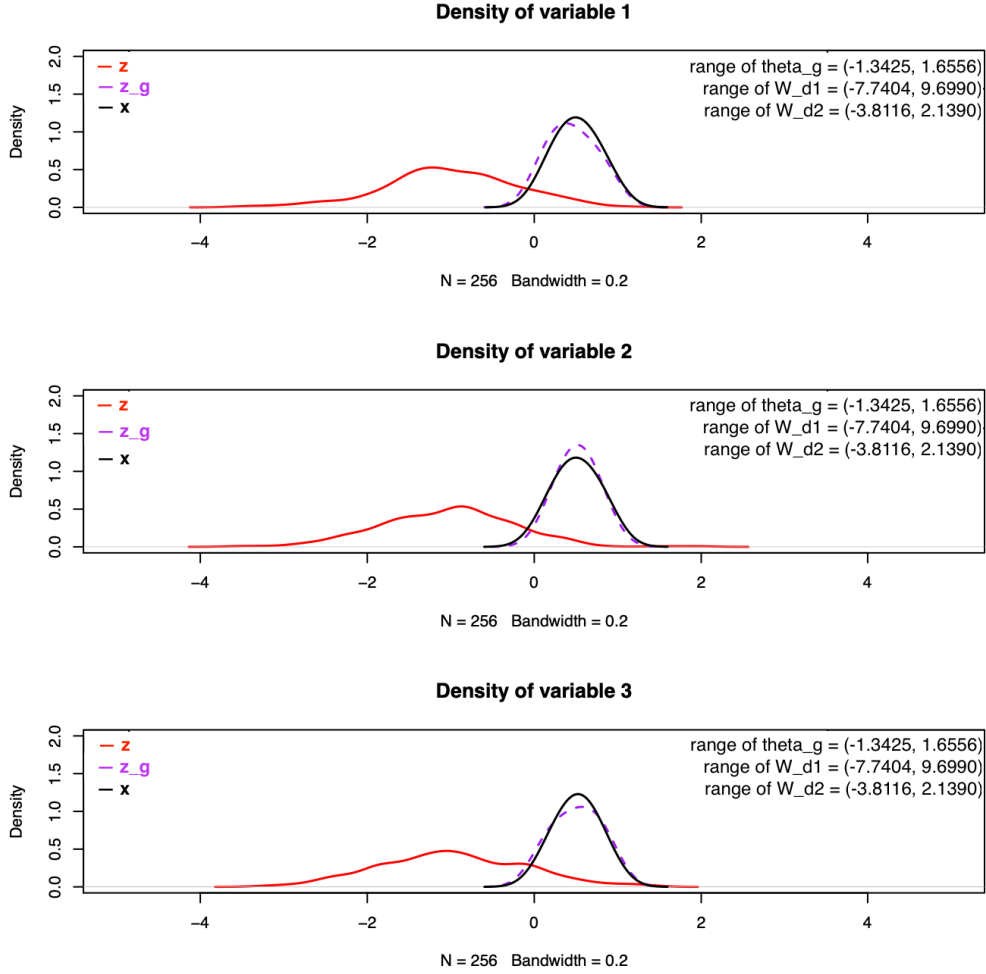 Density of variable 1
Density
2.0
1.5
1.0
0.5
0.0
z
z_g
x
range of theta_g = (-1.3425, 1.6556)
range of W_d1 = (-7.7404, 9.6990)
range of W_d2 = (-3.8116, 2.1390)
−4 −2 0 2 4
N = 256 Bandwidth = 0.2
Density of variable 2
Density
2.0
1.5
1.0
0.5
0.0
z
z_g
x
range of theta_g = (-1.3425, 1.6556)
range of W_d1 = (-7.7404, 9.6990)
range of W_d2 = (-3.8116, 2.1390)
−4 −2 0 2 4
N = 256 Bandwidth = 0.2
Density of variable 3
Density
2.0
1.5
1.0
0.5
0.0
z
z_g
x
range of theta_g = (-1.3425, 1.6556)
range of W_d1 = (-7.7404, 9.6990)
range of W_d2 = (-3.8116, 2.1390)
−4 −2 0 2 4
N = 256 Bandwidth = 0.2